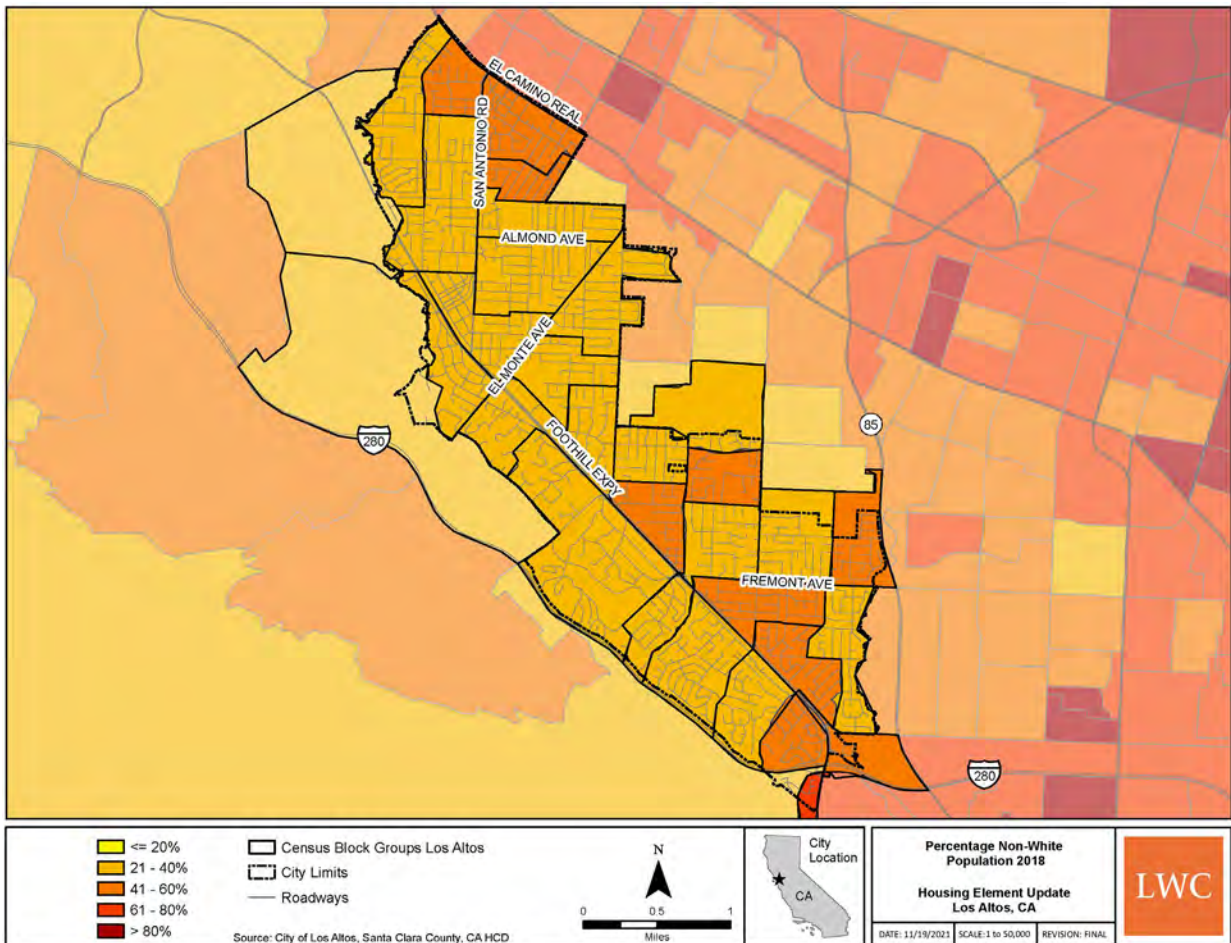 EL CAMINO REAL
SAN ANTONIO RD
ALMOND AVE
EL MONTE AVE
FOOTHILL EXPY
280
85
FREMONT AVE
280
<= 20%
21 - 40%
41 - 60%
61 - 80%
> 80%
Census Block Groups Los Altos
City Limits
Roadways
Source: City of Los Altos, Santa Clara County, CA HCD
N
0 0.5 1
Miles
City
Location
CA
Percentage Non-White
Population 2018
Housing Element Update
Los Altos, CA
DATE: 11/19/2021 SCALE:1 to 50,000 REVISION: FINAL
LWC